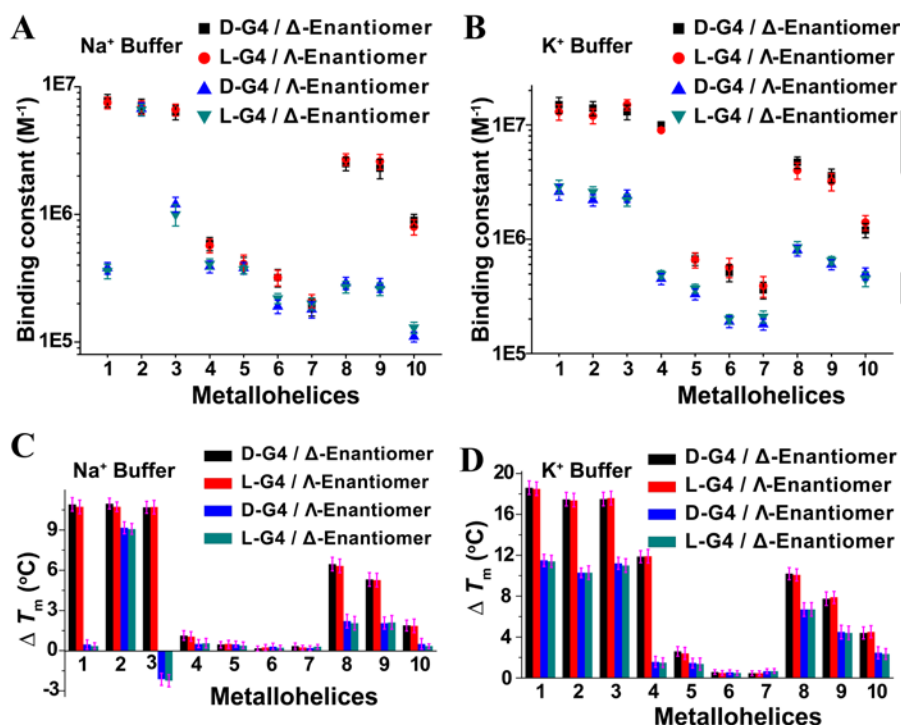 A
Na⁺ Buffer
D-G4 / Δ-Enantiomer
L-G4 / Λ-Enantiomer
D-G4 / Λ-Enantiomer
L-G4 / Δ-Enantiomer
Binding constant (M⁻¹)
1E7
1E6
1E5
1 2 3 4 5 6 7 8 9 10
Metallohelices
B
K⁺ Buffer
D-G4 / Δ-Enantiomer
L-G4 / Λ-Enantiomer
D-G4 / Λ-Enantiomer
L-G4 / Δ-Enantiomer
Binding constant (M⁻¹)
1E7
1E6
1E5
1 2 3 4 5 6 7 8 9 10
Metallohelices
C
Na⁺ Buffer
D-G4 / Δ-Enantiomer
L-G4 / Λ-Enantiomer
D-G4 / Λ-Enantiomer
L-G4 / Δ-Enantiomer
Δ Tm (°C)
9
6
3
0
-3
1 2 3 4 5 6 7 8 9 10
Metallohelices
D
K⁺ Buffer
D-G4 / Δ-Enantiomer
L-G4 / Λ-Enantiomer
D-G4 / Λ-Enantiomer
L-G4 / Δ-Enantiomer
Δ Tm (°C)
20
16
12
8
4
0
1 2 3 4 5 6 7 8 9 10
Metallohelices